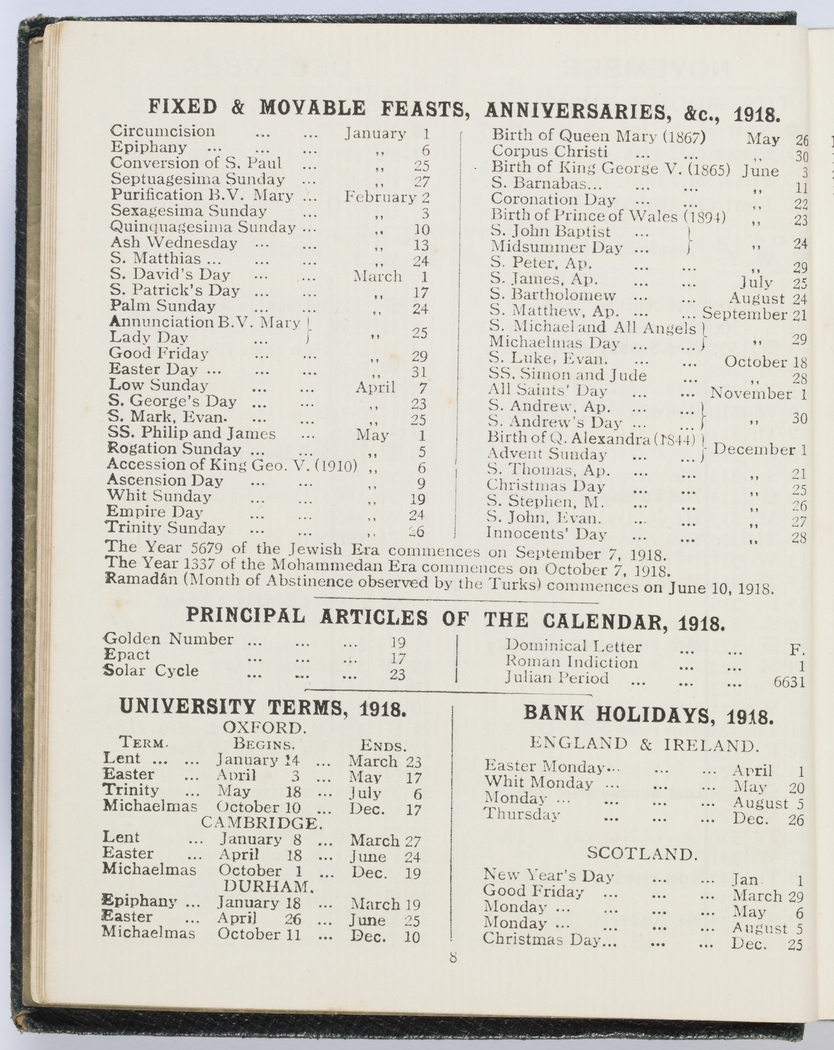 FIXED & MOVABLE FEASTS, ANNIVERSARIES, &c., 1918.
Circumcision ... ... January 1
Epiphany ... ... ... ,, 6
Conversion of S. Paul ... ,, 25
Septuagesima Sunday ... ,, 27
Purification B.V. Mary ... February 2
Sexagesima Sunday ... ,, 3
Quinquagesima Sunday ... ,, 10
Ash Wednesday ... ... ,, 13
S. Matthias ... ... ... ,, 24
S. David's Day ... ... March 1
S. Patrick's Day ... ... ,, 17
Palm Sunday ... ... ,, 24
Annunciation B.V. Mary }
Lady Day ... } ,, 25
Good Friday ... ... ,, 29
Easter Day ... ... ... ,, 31
Low Sunday ... ... April 7
S. George's Day ... ... ,, 23
S. Mark, Evan. ... ... ,, 25
SS. Philip and James ... May 1
Rogation Sunday ... ... ,, 5
Accession of King Geo. V. (1910) ,, 6
Ascension Day ... ... ,, 9
Whit Sunday ... ... ,, 19
Empire Day ... ... ,, 24
Trinity Sunday ... ... ,, 26
Birth of Queen Mary (1867) May 26
Corpus Christi ... ... ,, 30
Birth of King George V. (1865) June 3
S. Barnabas... ... ... ,, 11
Coronation Day ... ... ,, 22
Birth of Prince of Wales (1894) ,, 23
S. John Baptist ... }
Midsummer Day ... } ,, 24
S. Peter, Ap. ... ... ,, 29
S. James, Ap. ... ... July 25
S. Bartholomew ... ... August 24
S. Matthew, Ap. ... ... September 21
S. Michael and All Angels }
Michaelmas Day ... ... } ,, 29
S. Luke, Evan. ... ... October 18
SS. Simon and Jude ... ,, 28
All Saints' Day ... ... November 1
S. Andrew, Ap. ... ... }
S. Andrew's Day ... ... } ,, 30
Birth of Q. Alexandra (1844) }
Advent Sunday ... ... } December 1
S. Thomas, Ap. ... ... ,, 21
Christmas Day ... ... ,, 25
S. Stephen, M. ... ... ,, 26
S. John, Evan. ... ... ,, 27
Innocents' Day ... ... ,, 28
The Year 5679 of the Jewish Era commences on September 7, 1918.
The Year 1337 of the Mohammedan Era commences on October 7, 1918.
Ramadân (Month of Abstinence observed by the Turks) commences on June 10, 1918.
PRINCIPAL ARTICLES OF THE CALENDAR, 1918.
Golden Number ... ... ... 19
Epact ... ... ... 17
Solar Cycle ... ... ... 23
Dominical Letter ... ... F.
Roman Indiction ... ... 1
Julian Period ... ... ... 6631
UNIVERSITY TERMS, 1918.
OXFORD.
TERM. BEGINS. ENDS.
Lent ... ... January 14 ... March 23
Easter ... April 3 ... May 17
Trinity ... May 18 ... July 6
Michaelmas October 10 ... Dec. 17
CAMBRIDGE.
Lent ... January 8 ... March 27
Easter ... April 18 ... June 24
Michaelmas October 1 ... Dec. 19
DURHAM.
Epiphany ... January 18 ... March 19
Easter ... April 26 ... June 25
Michaelmas October 11 ... Dec. 10
BANK HOLIDAYS, 1918.
ENGLAND & IRELAND.
Easter Monday... ... ... April 1
Whit Monday ... ... ... May 20
Monday ... ... ... August 5
Thursday ... ... Dec. 26
SCOTLAND.
New Year's Day ... ... Jan. 1
Good Friday ... ... ... March 29
Monday ... ... ... May 6
Monday ... ... ... August 5
Christmas Day... ... ... Dec. 25
8